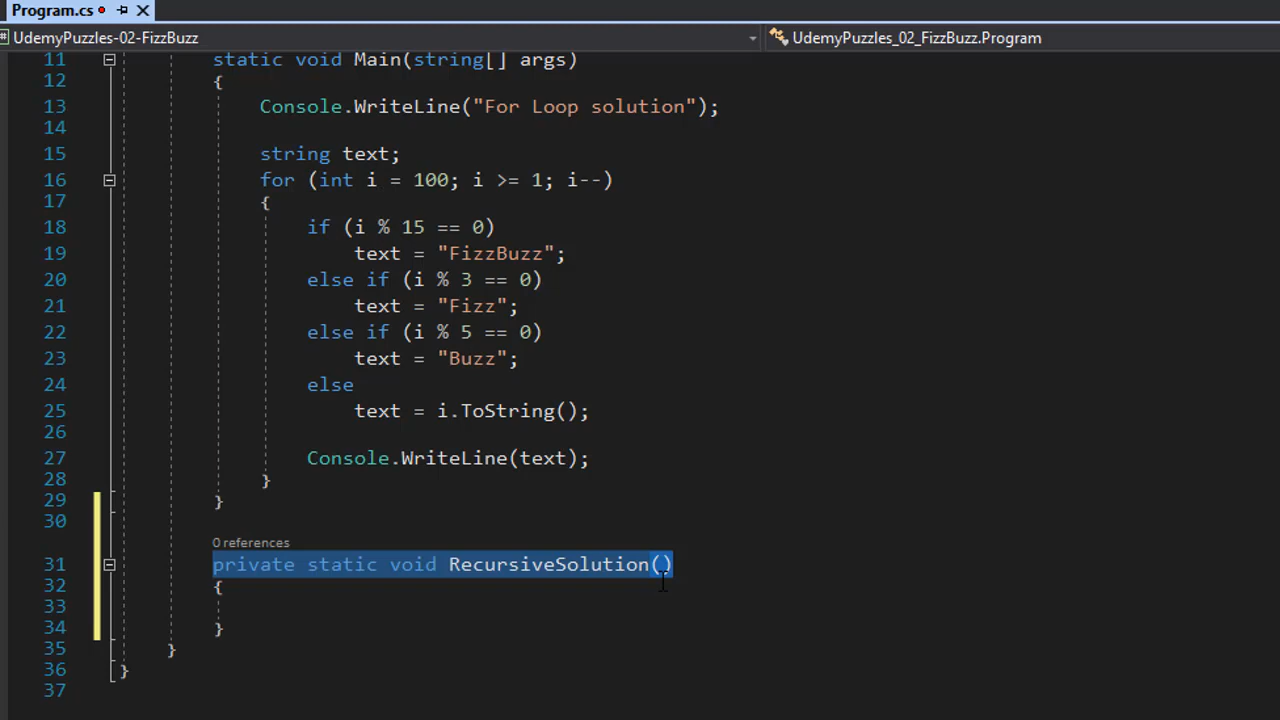 Program.cs
UdemyPuzzles-02-FizzBuzz UdemyPuzzles_02_FizzBuzz.Program
11 static void Main(string[] args)
12 {
13 Console.WriteLine("For Loop solution");
14
15 string text;
16 for (int i = 100; i >= 1; i--)
17 {
18 if (i % 15 == 0)
19 text = "FizzBuzz";
20 else if (i % 3 == 0)
21 text = "Fizz";
22 else if (i % 5 == 0)
23 text = "Buzz";
24 else
25 text = i.ToString();
26
27 Console.WriteLine(text);
28 }
29 }
30
0 references
31 private static void RecursiveSolution()
32 {
33
34 }
35 }
36 }
37